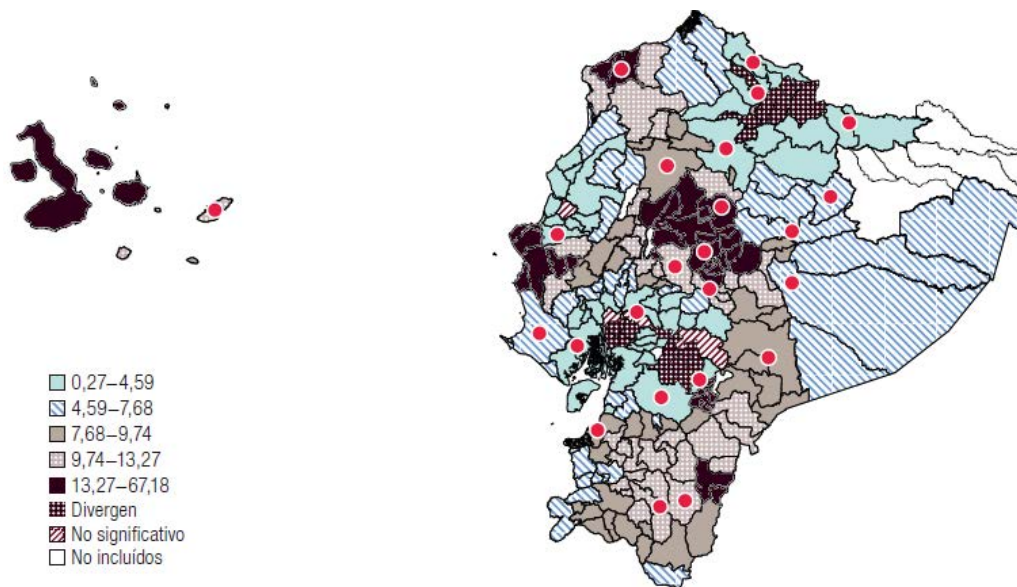 0,27–4,59
4,59–7,68
7,68–9,74
9,74–13,27
13,27–67,18
Divergen
No significativo
No incluídos